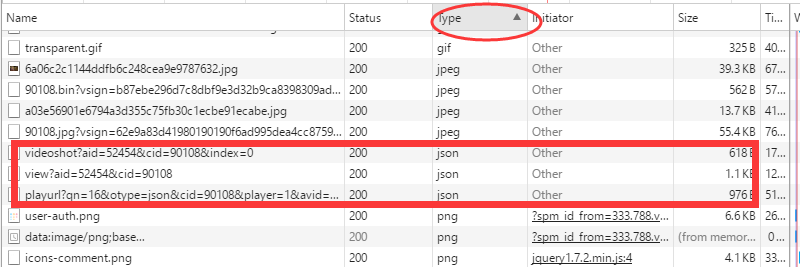 Name Status Type ▲ Initiator Size Ti... W
transparent.gif 200 gif Other 325 B 40...
6a06c2c1144ddfb6c248cea9e9787632.jpg 200 jpeg Other 39.3 KB 67...
90108.bin?vsign=b87ebe296d7c8dbf9e3d32b9ca8398309ad... 200 jpeg Other 562 B 57...
a03e56901e6794a3d355c75fb30c1ecbe91ecabe.jpg 200 jpeg Other 13.7 KB 41...
90108.jpg?vsign=62e9a83d41980190190f6ad995dea4cc8759... 200 jpeg Other 55.4 KB 76...
videoshot?aid=52454&cid=90108&index=0 200 json Other 618 B 17...
view?aid=52454&cid=90108 200 json Other 1.1 KB 12...
playurl?qn=16&otype=json&cid=90108&player=1&avid=... 200 json Other 976 B 51...
user-auth.png 200 png ?spm_id_from=333.788.v... 6.6 KB 26...
data:image/png;base... 200 png ?spm_id_from=333.788.v... (from memor... 0 ...
icons-comment.png 200 png jquery1.7.2.min.js:4 4.1 KB 33...